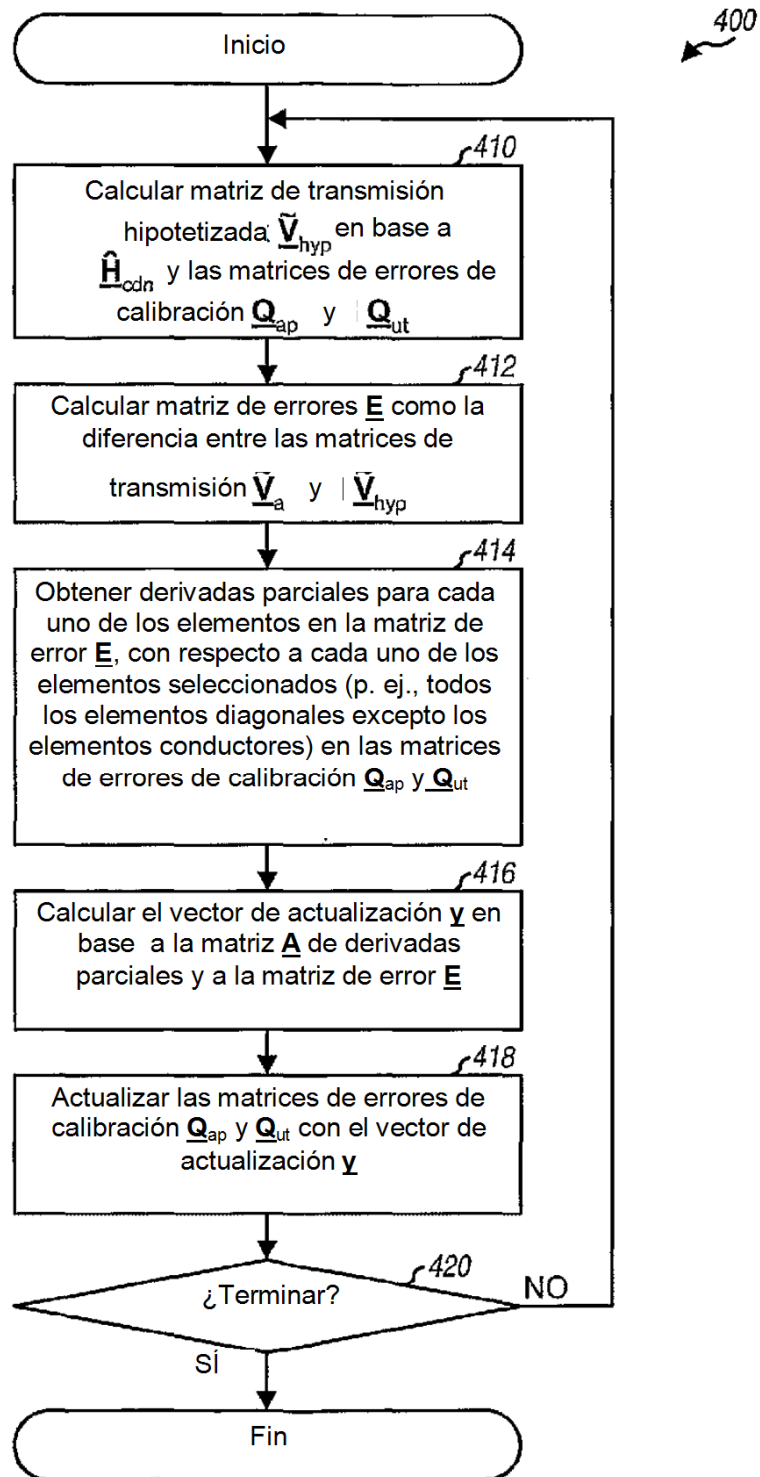 400
Inicio
410
Calcular matriz de transmisión
hipotetizada Ṽhyp en base a
Ĥcdn y las matrices de errores de
calibración Qap y Qut
412
Calcular matriz de errores E como la
diferencia entre las matrices de
transmisión Ṽa y Ṽhyp
414
Obtener derivadas parciales para cada
uno de los elementos en la matriz de
error E, con respecto a cada uno de los
elementos seleccionados (p. ej., todos
los elementos diagonales excepto los
elementos conductores) en las matrices
de errores de calibración Qap y Qut
416
Calcular el vector de actualización y en
base a la matriz A de derivadas
parciales y a la matriz de error E
418
Actualizar las matrices de errores de
calibración Qap y Qut con el vector de
actualización y
420
¿Terminar?
NO
SÍ
Fin